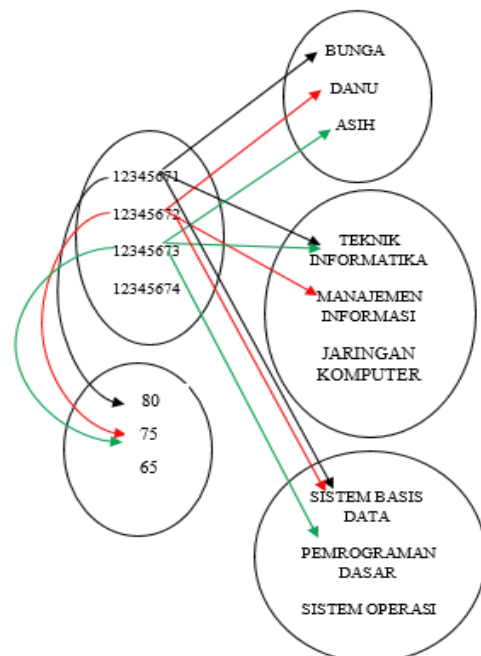 BUNGA
DANU
ASIH
12345671
12345672
12345673
12345674
TEKNIK
INFORMATIKA
MANAJEMEN
INFORMASI
JARINGAN
KOMPUTER
80
75
65
SISTEM BASIS
DATA
PEMROGRAMAN
DASAR
SISTEM OPERASI